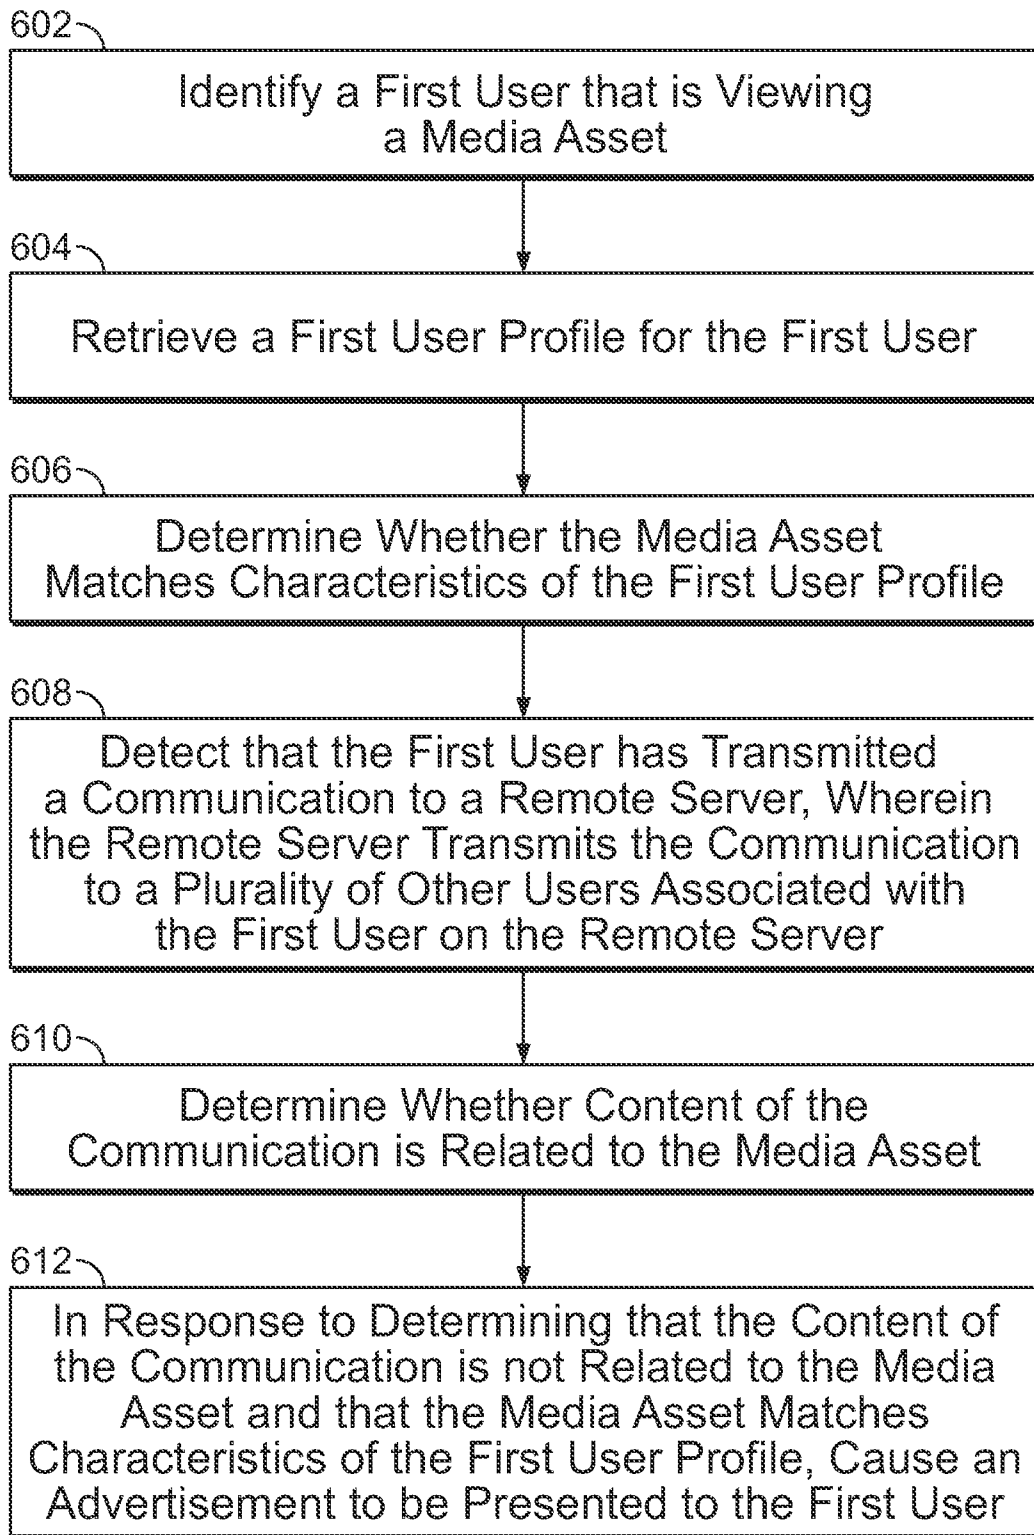 602
Identify a First User that is Viewing
a Media Asset
604
Retrieve a First User Profile for the First User
606
Determine Whether the Media Asset
Matches Characteristics of the First User Profile
608
Detect that the First User has Transmitted
a Communication to a Remote Server, Wherein
the Remote Server Transmits the Communication
to a Plurality of Other Users Associated with
the First User on the Remote Server
610
Determine Whether Content of the
Communication is Related to the Media Asset
612
In Response to Determining that the Content of
the Communication is not Related to the Media
Asset and that the Media Asset Matches
Characteristics of the First User Profile, Cause an
Advertisement to be Presented to the First User